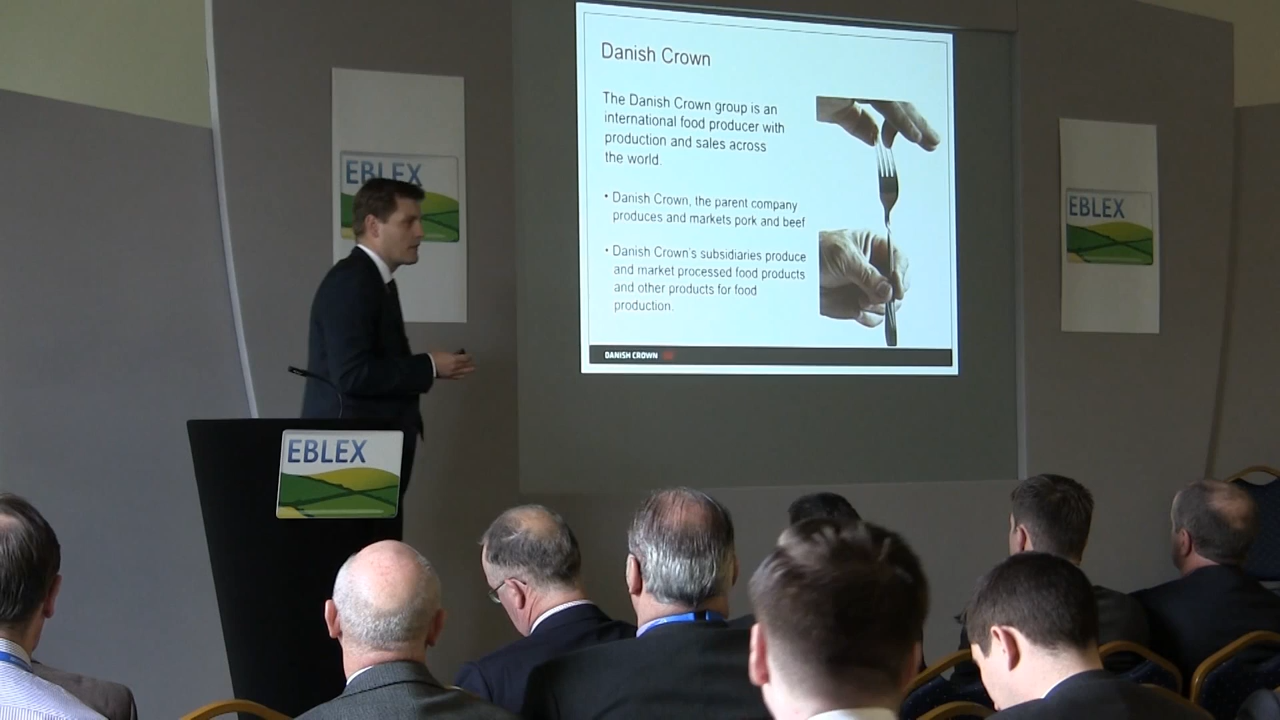 Danish Crown
The Danish Crown group is an
international food producer with
production and sales across
the world.
• Danish Crown, the parent company
produces and markets pork and beef
• Danish Crown's subsidiaries produce
and market processed food products
and other products for food
production.
DANISH CROWN
EBLEX
EBLEX
EBLEX